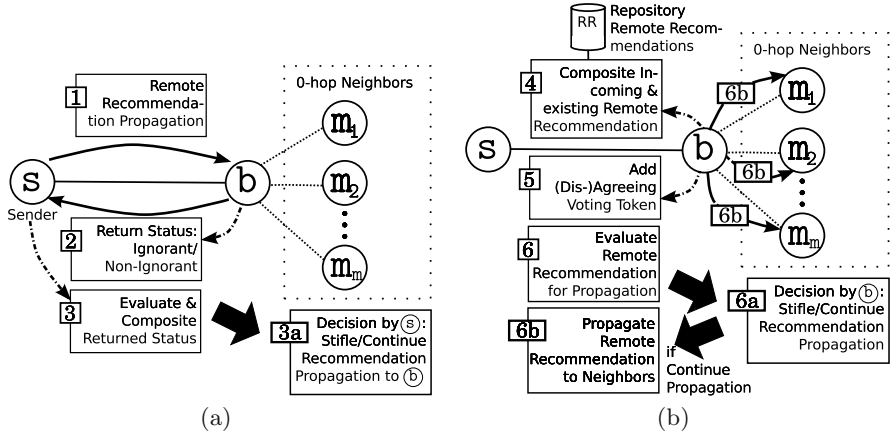 1
Remote
Recommenda-
tion Propagation
0-hop Neighbors
m1
s
b
m2
Sender
mm
2
Return Status:
Ignorant/
Non-Ignorant
3
Evaluate &
Composite
Returned Status
3a
Decision by s:
Stifle/Continue
Recommendation
Propagation to b
(a)
RR
Repository
Remote Recom-
mendations
4
Composite In-
coming &
existing Remote
Recommendation
0-hop Neighbors
6b
m1
s
b
m2
6b
5
Add
(Dis-)Agreeing
Voting Token
6b
mm
6
Evaluate
Remote
Recommendation
for Propagation
6a
Decision by b:
Stifle/Continue
Recommendation
Propagation
6b
Propagate
Remote
Recommendation
to Neighbors
if
Continue
Propagation
(b)